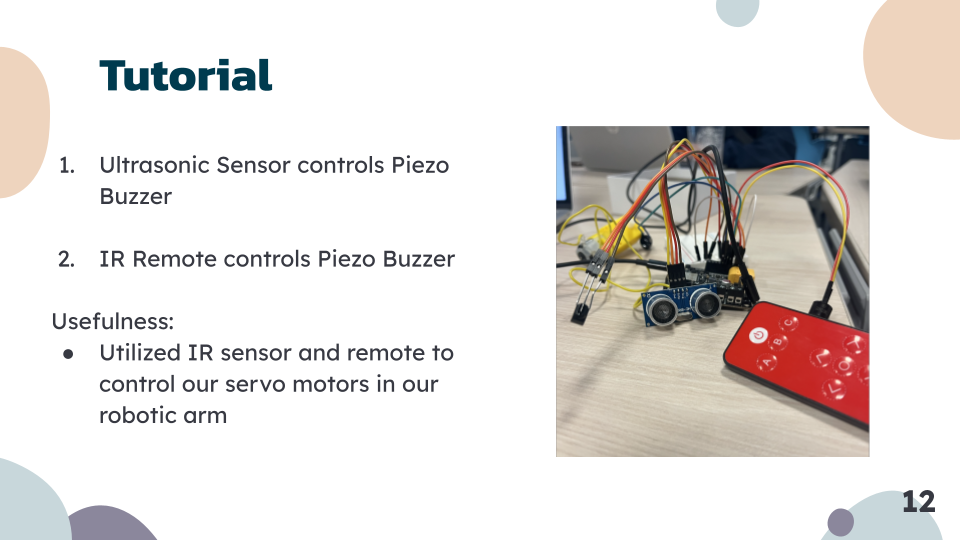 Tutorial
1. Ultrasonic Sensor controls Piezo
Buzzer
2. IR Remote controls Piezo Buzzer
Usefulness:
● Utilized IR sensor and remote to
control our servo motors in our
robotic arm
A
B
C
12